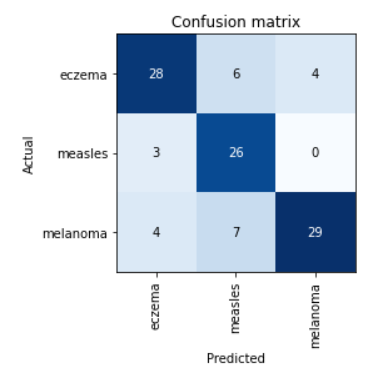 Confusion matrix
Actual
eczema 28 6 4
measles 3 26 0
melanoma 4 7 29
eczema measles melanoma
Predicted